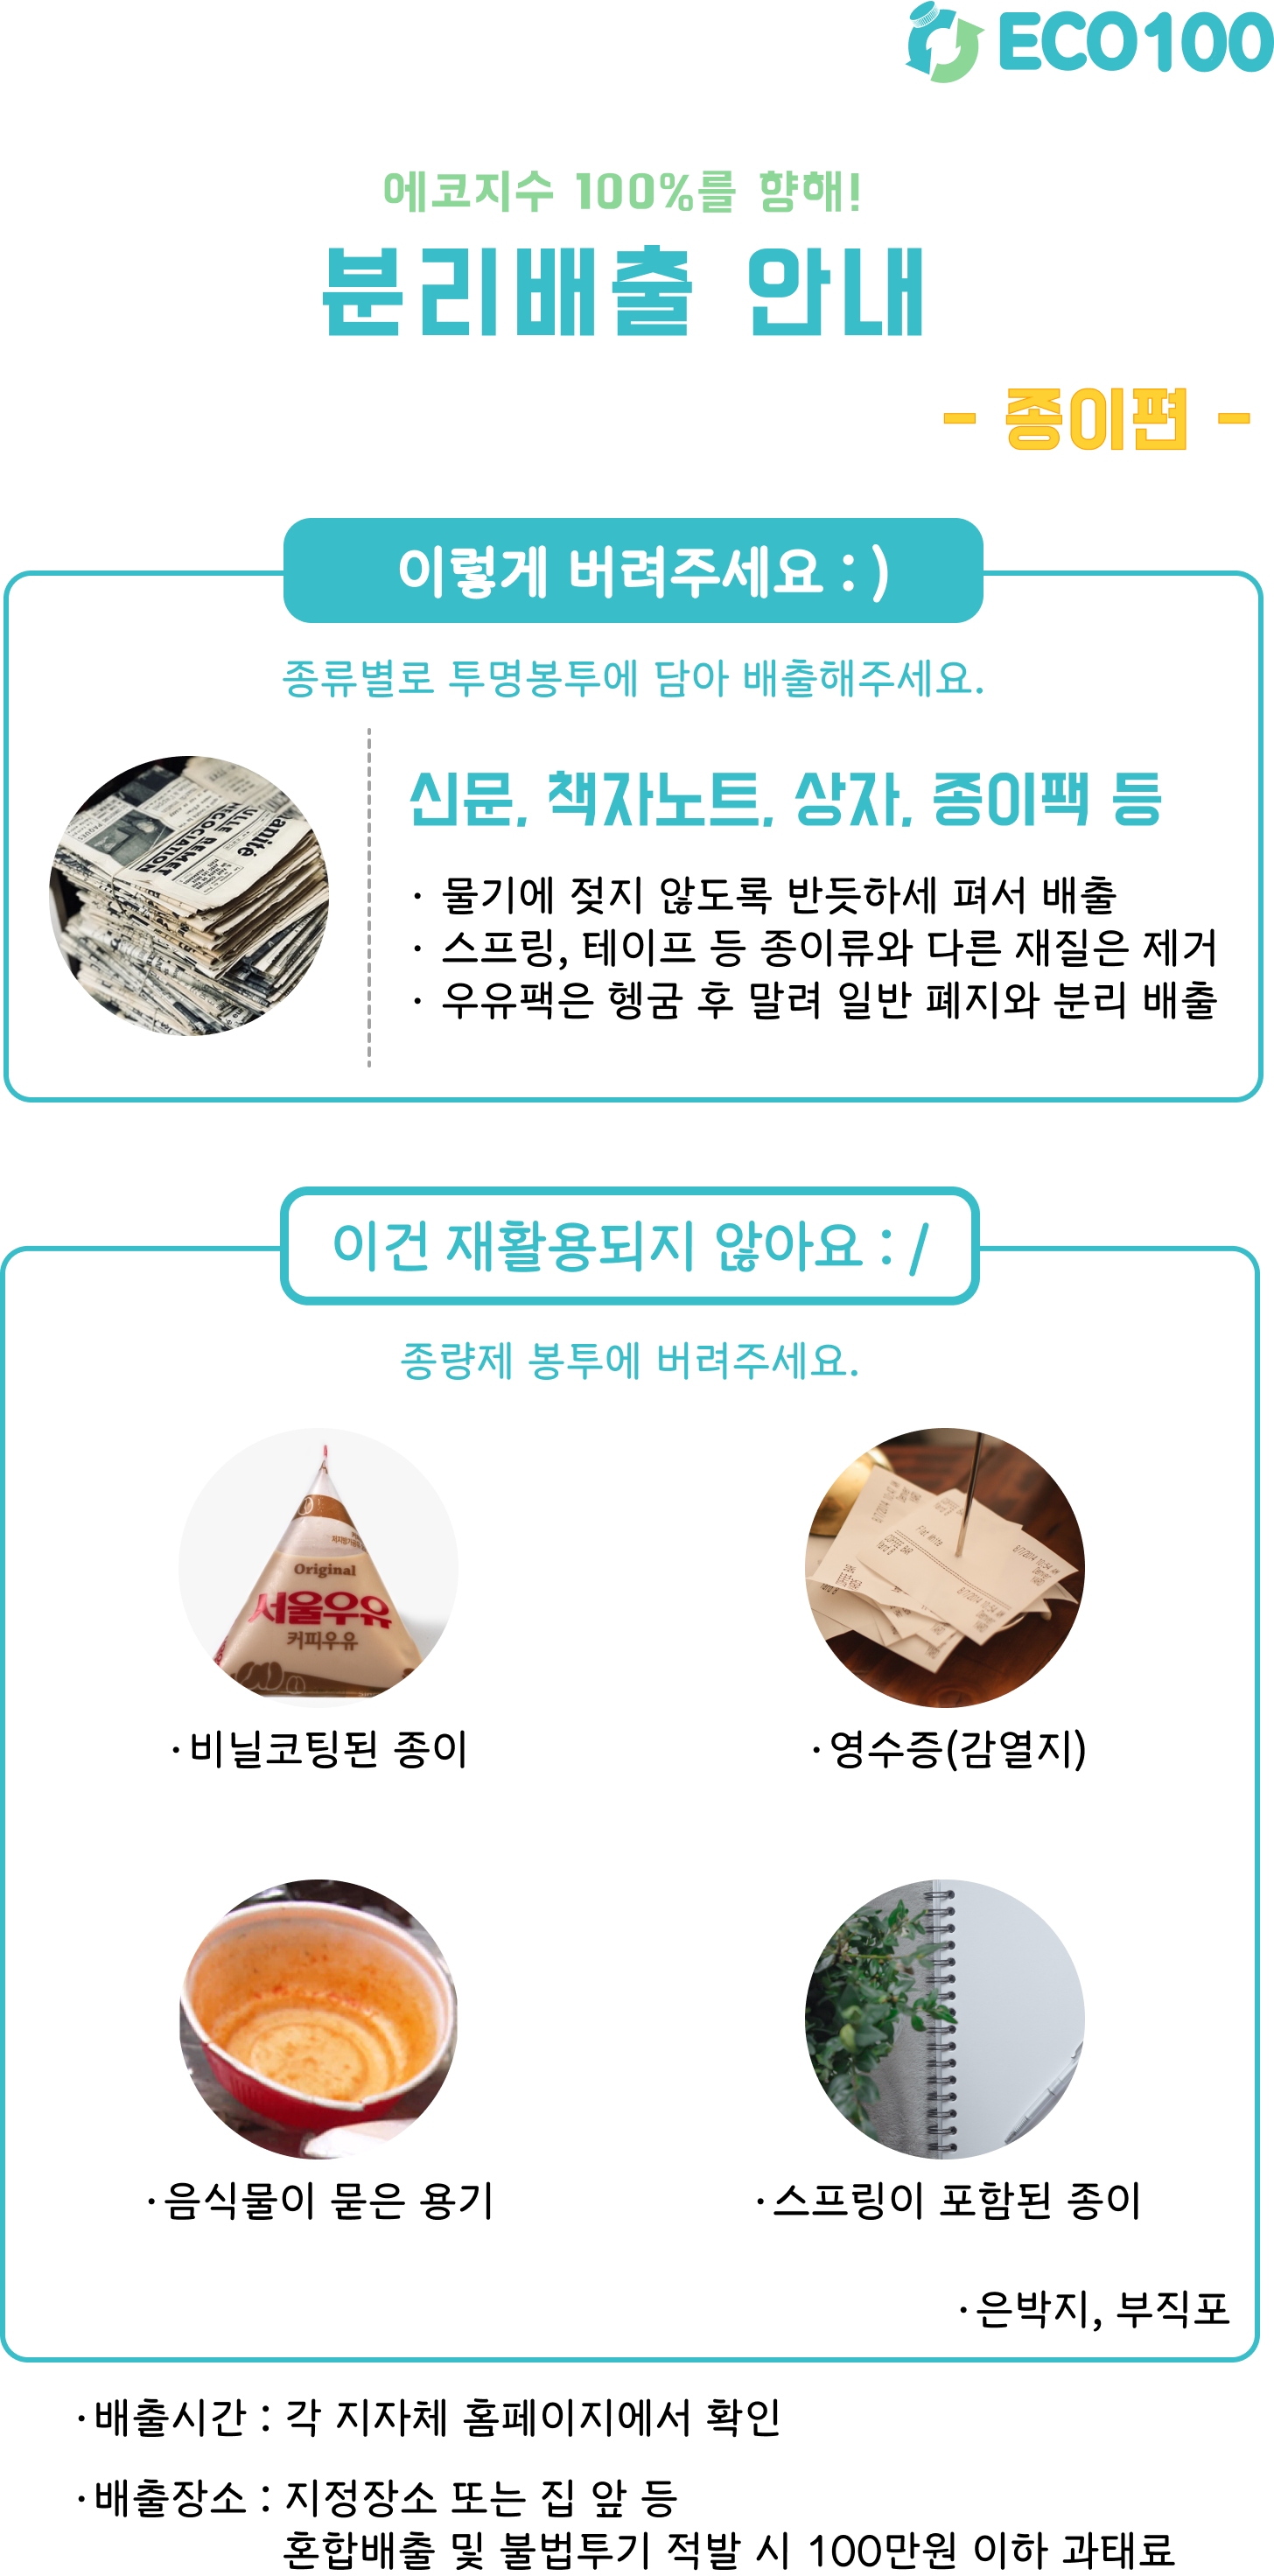 ECO100
에코지수 100%를 향해!
분리배출 안내
- 종이편 -
이렇게 버려주세요 : )
종류별로 투명봉투에 담아 배출해주세요.
신문, 책자노트, 상자, 종이팩 등
· 물기에 젖지 않도록 반듯하세 펴서 배출
· 스프링, 테이프 등 종이류와 다른 재질은 제거
· 우유팩은 헹굼 후 말려 일반 폐지와 분리 배출
이건 재활용되지 않아요 : /
종량제 봉투에 버려주세요.
Original
서울우유
커피우유
Flat White
· 비닐코팅된 종이
· 영수증(감열지)
· 음식물이 묻은 용기
· 스프링이 포함된 종이
· 은박지, 부직포
· 배출시간 : 각 지자체 홈페이지에서 확인
· 배출장소 : 지정장소 또는 집 앞 등
혼합배출 및 불법투기 적발 시 100만원 이하 과태료